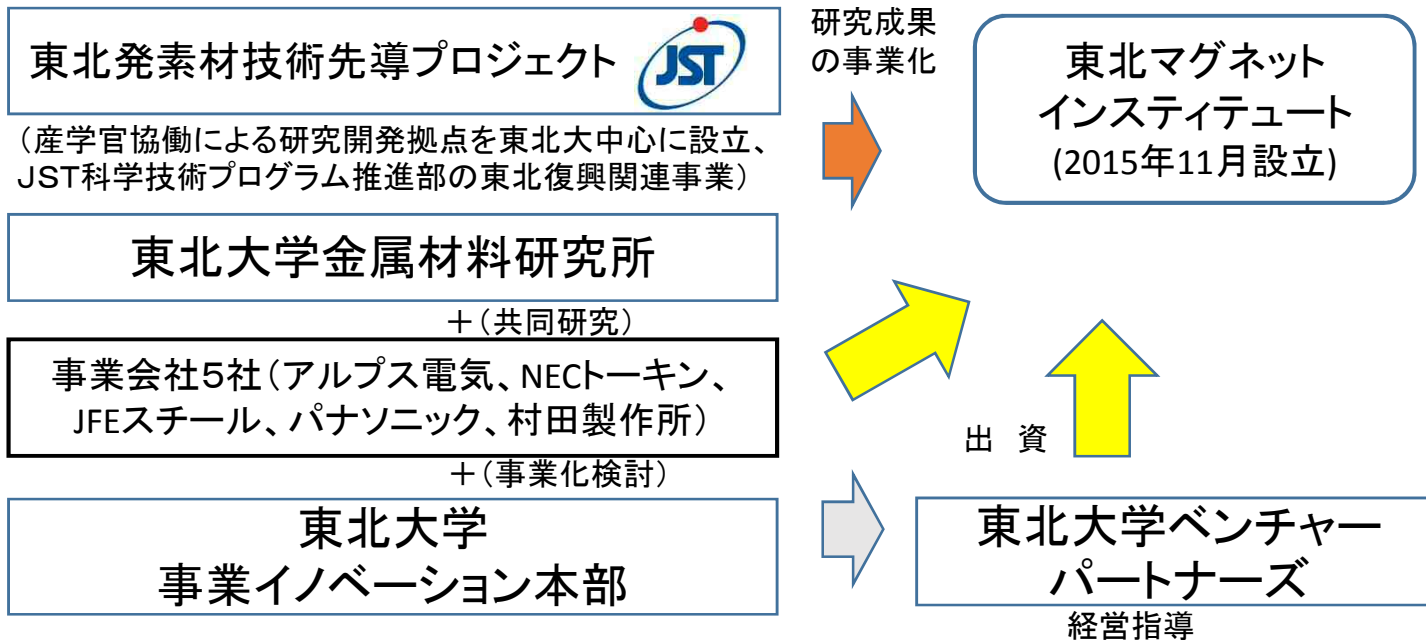 東北発素材技術先導プロジェクト
JST
（産学官協働による研究開発拠点を東北大中心に設立、
JST科学技術プログラム推進部の東北復興関連事業）
東北大学金属材料研究所
＋（共同研究）
事業会社５社（アルプス電気、NECトーキン、
JFEスチール、パナソニック、村田製作所）
＋（事業化検討）
東北大学
事業イノベーション本部
研究成果
の事業化
東北マグネット
インスティテュート
(2015年11月設立)
出 資
東北大学ベンチャー
パートナーズ
経営指導